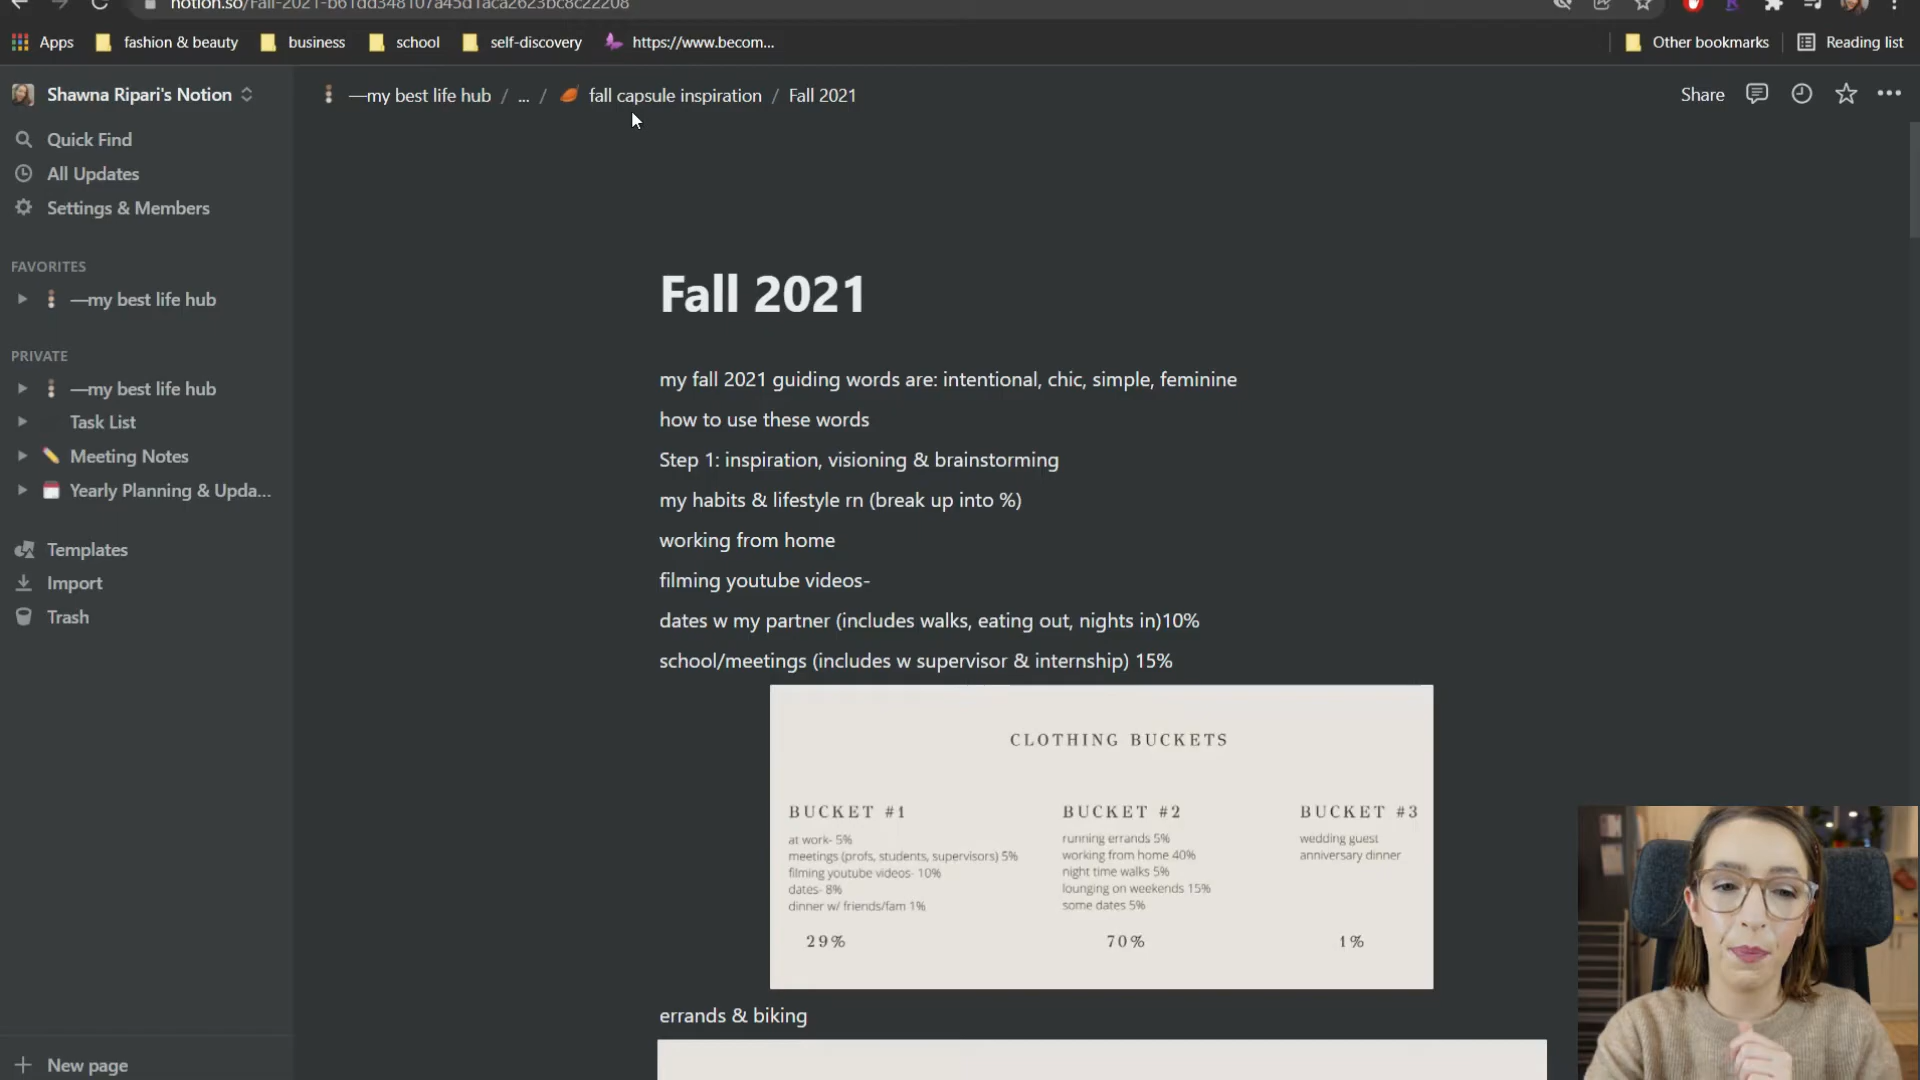 notion.so/Fall-2021-b61dd348107a45d1aca2623bc8c22208
Apps
fashion & beauty
business
school
self-discovery
https://www.becom...
Other bookmarks
Reading list
Shawna Ripari's Notion
—my best life hub / ... / fall capsule inspiration / Fall 2021
Share
Quick Find
All Updates
Settings & Members
FAVORITES
—my best life hub
PRIVATE
—my best life hub
Task List
Meeting Notes
Yearly Planning & Upda...
Templates
Import
Trash
New page
Fall 2021
my fall 2021 guiding words are: intentional, chic, simple, feminine
how to use these words
Step 1: inspiration, visioning & brainstorming
my habits & lifestyle rn (break up into %)
working from home
filming youtube videos-
dates w my partner (includes walks, eating out, nights in)10%
school/meetings (includes w supervisor & internship) 15%
CLOTHING BUCKETS
BUCKET #1
at work- 5%
meetings (profs, students, supervisors) 5%
filming youtube videos- 10%
dates- 8%
dinner w/ friends/fam 1%
29%
BUCKET #2
running errands 5%
working from home 40%
night time walks 5%
lounging on weekends 15%
some dates 5%
70%
BUCKET #3
wedding guest
anniversary dinner
1%
errands & biking